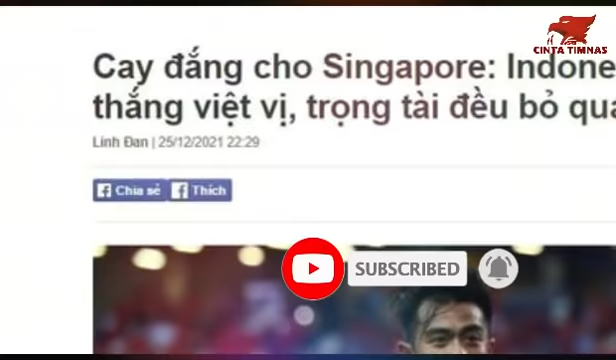 CINTA TIMNAS
Cay đắng cho Singapore: Indone
thắng việt vị, trọng tài đều bỏ qua
Linh Đan | 25/12/2021 22:29
Chia sẻ Thích
SUBSCRIBED